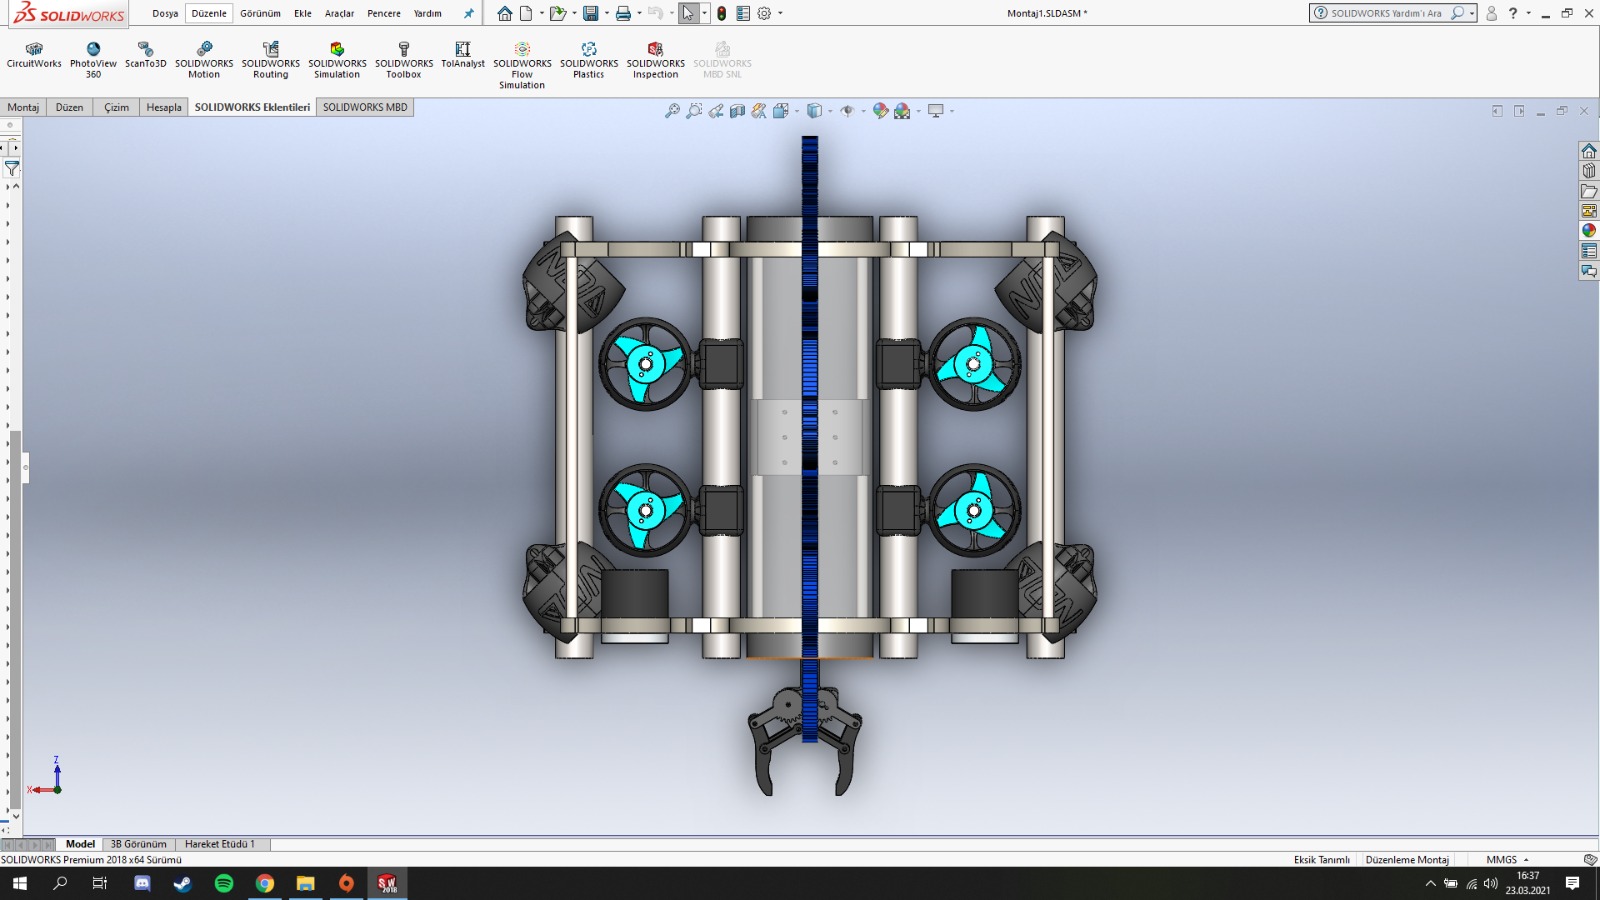 SOLIDWORKS
Dosya Düzenle Görünüm Ekle Araçlar Pencere Yardım
Montaj1.SLDASM *
SOLIDWORKS Yardım'ı Ara
CircuitWorks
PhotoView 360
ScanTo3D
SOLIDWORKS Motion
SOLIDWORKS Routing
SOLIDWORKS Simulation
SOLIDWORKS Toolbox
TolAnalyst
SOLIDWORKS Flow Simulation
SOLIDWORKS Plastics
SOLIDWORKS Inspection
SOLIDWORKS MBD SNL
Montaj Düzen Çizim Hesapla SOLIDWORKS Eklentileri SOLIDWORKS MBD
Z
X
Model 3B Görünüm Hareket Etüdü 1
SOLIDWORKS Premium 2018 x64 Sürümü
Eksik Tanımlı Düzenleme Montaj MMGS
SW 2018
16:37
23.03.2021